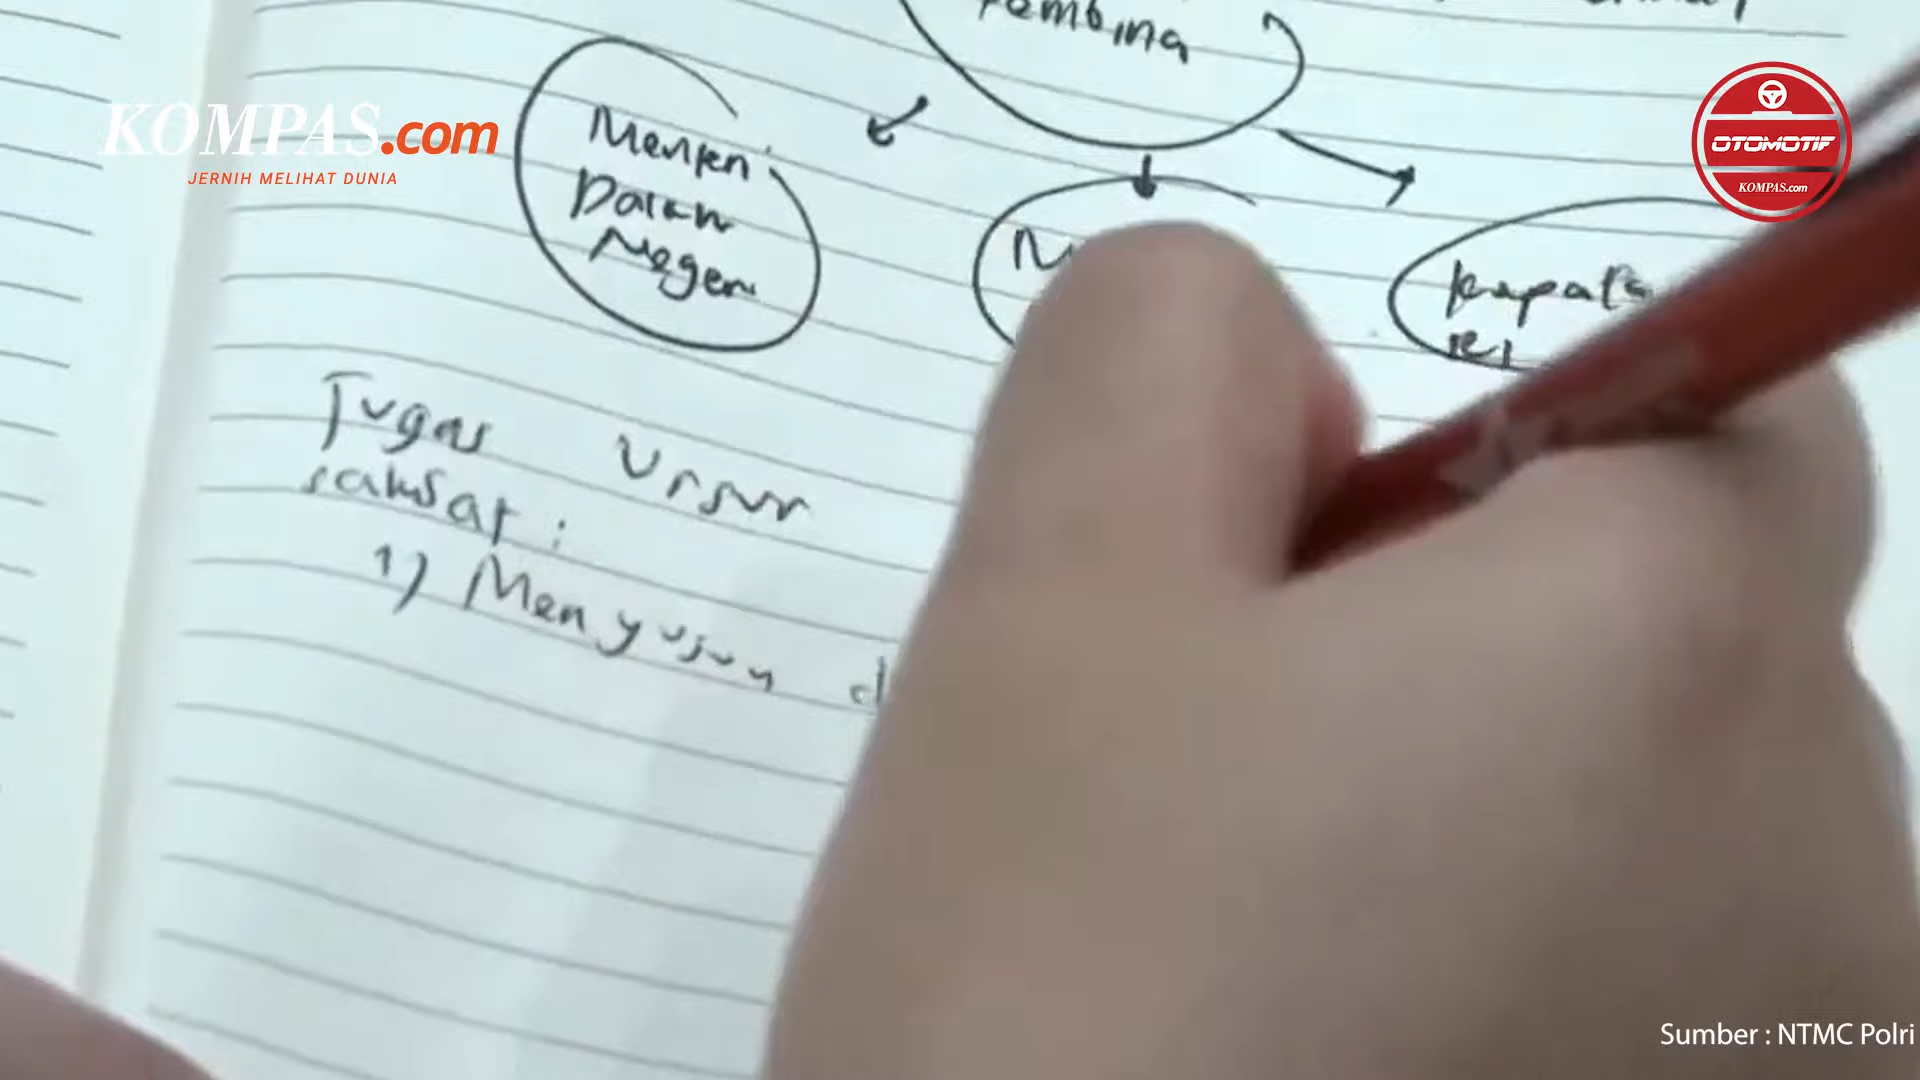 Pembina
KOMPAS.com
JERNIH MELIHAT DUNIA
OTOMOTIF
KOMPAS.com
Menteri
Dalam
Negeri
Kepala
Tugas Unsur
samsat :
1) Menyusun
Sumber : NTMC Polri